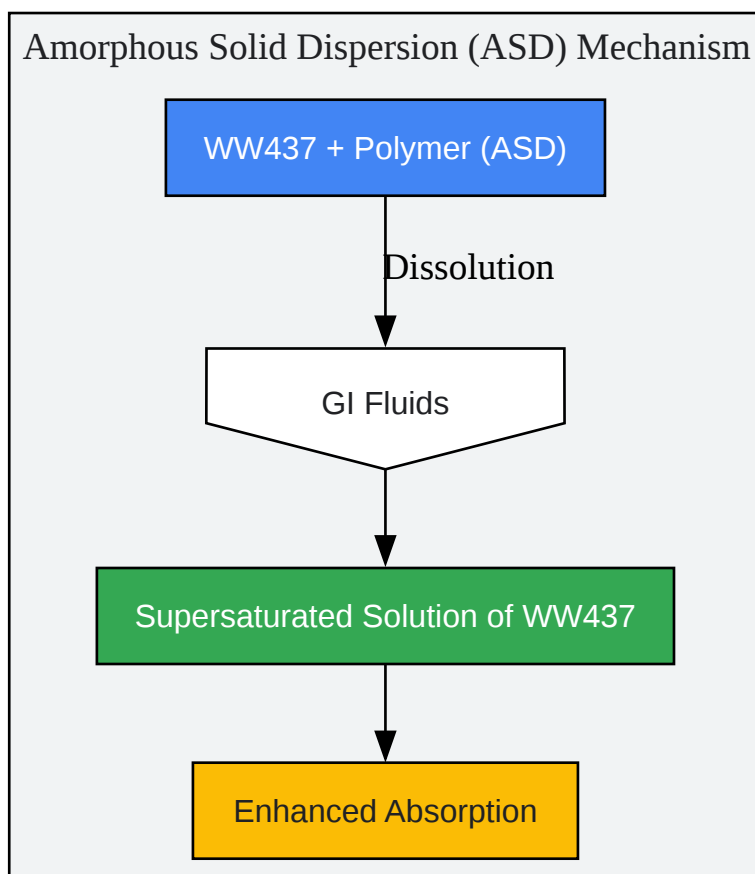 Amorphous Solid Dispersion (ASD) Mechanism
WW437 + Polymer (ASD)
Dissolution
GI Fluids
Supersaturated Solution of WW437
Enhanced Absorption